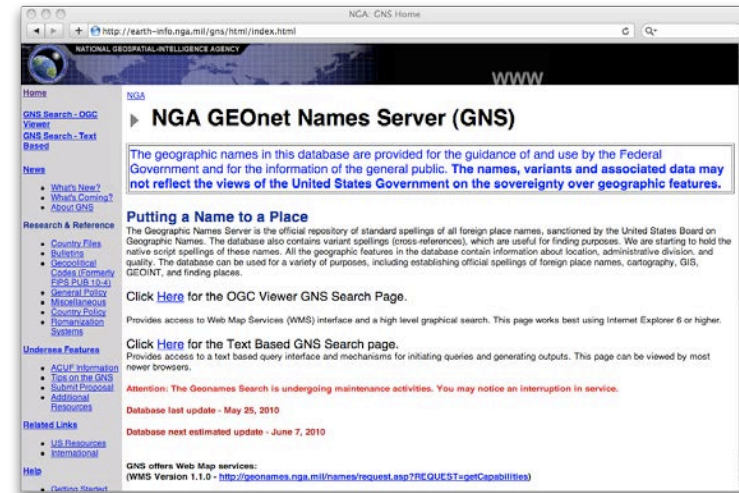 NGA: GNS Home
http://earth-info.nga.mil/gns/html/index.html
NATIONAL GEOSPATIAL-INTELLIGENCE AGENCY
WWW
Home
GNS Search - OGC
Viewer
GNS Search - Text
Based
News
What's New?
What's Coming?
About GNS
Research & Reference
Country Files
Bulletins
Geopolitical
Codes (Formerly
FIPS PUB 10-4)
General Policy
Miscellaneous
Country Policy
Romanization
Systems
Undersea Features
ACUF Information
Tips on the GNS
Submit Proposal
Additional
Resources
Related Links
US Resources
International
Help
Getting Started
NGA
NGA GEOnet Names Server (GNS)
The geographic names in this database are provided for the guidance of and use by the Federal
Government and for the information of the general public. The names, variants and associated data may
not reflect the views of the United States Government on the sovereignty over geographic features.
Putting a Name to a Place
The Geographic Names Server is the official repository of standard spellings of all foreign place names, sanctioned by the United States Board on
Geographic Names. The database also contains variant spellings (cross-references), which are useful for finding purposes. We are starting to hold the
native script spellings of these names. All the geographic features in the database contain information about location, administrative division, and
quality. The database can be used for a variety of purposes, including establishing official spellings of foreign place names, cartography, GIS,
GEOINT, and finding places.
Click Here for the OGC Viewer GNS Search Page.
Provides access to Web Map Services (WMS) interface and a high level graphical search. This page works best using Internet Explorer 6 or higher.
Click Here for the Text Based GNS Search page.
Provides access to a text based query interface and mechanisms for initiating queries and generating outputs. This page can be viewed by most
newer browsers.
Attention: The Geonames Search is undergoing maintenance activities. You may notice an interruption in service.
Database last update - May 25, 2010
Database next estimated update - June 7, 2010
GNS offers Web Map services:
(WMS Version 1.1.0 - http://geonames.nga.mil/names/request.asp?REQUEST=getCapabilities)